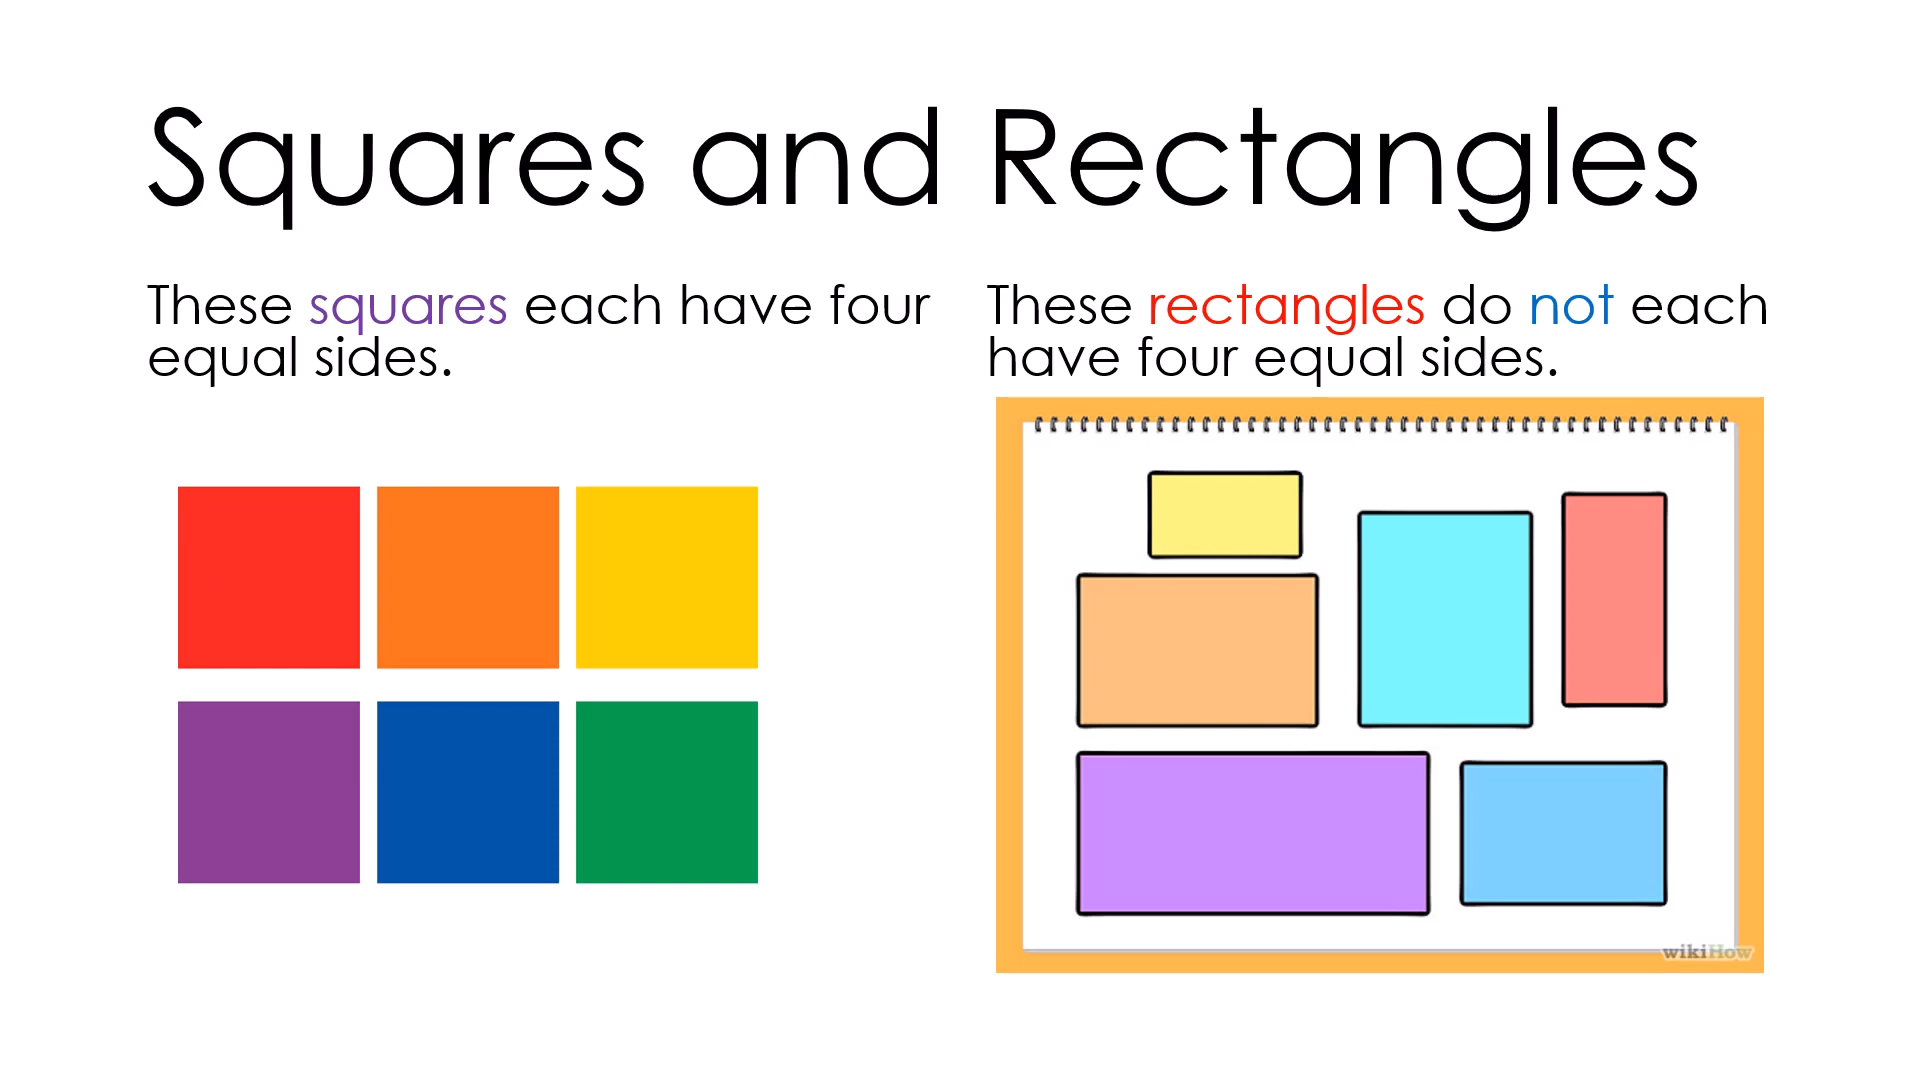 Squares and Rectangles
These squares each have four
equal sides.
These rectangles do not each
have four equal sides.
wikiHow